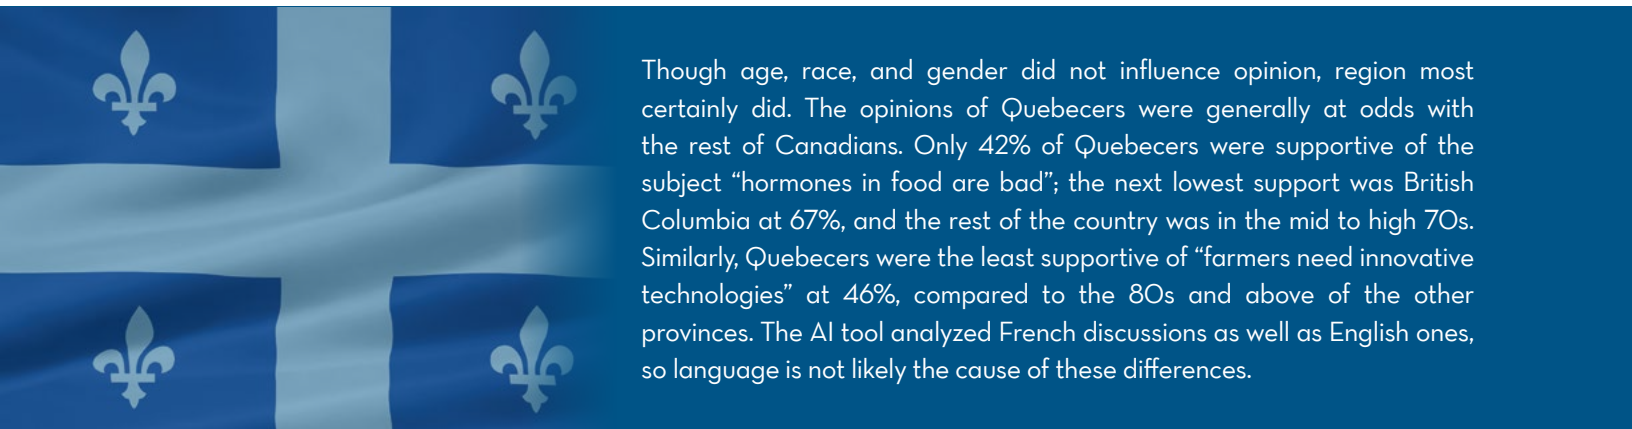 Though age, race, and gender did not influence opinion, region most
certainly did. The opinions of Quebecers were generally at odds with
the rest of Canadians. Only 42% of Quebecers were supportive of the
subject “hormones in food are bad”; the next lowest support was British
Columbia at 67%, and the rest of the country was in the mid to high 70s.
Similarly, Quebecers were the least supportive of “farmers need innovative
technologies” at 46%, compared to the 80s and above of the other
provinces. The AI tool analyzed French discussions as well as English ones,
so language is not likely the cause of these differences.